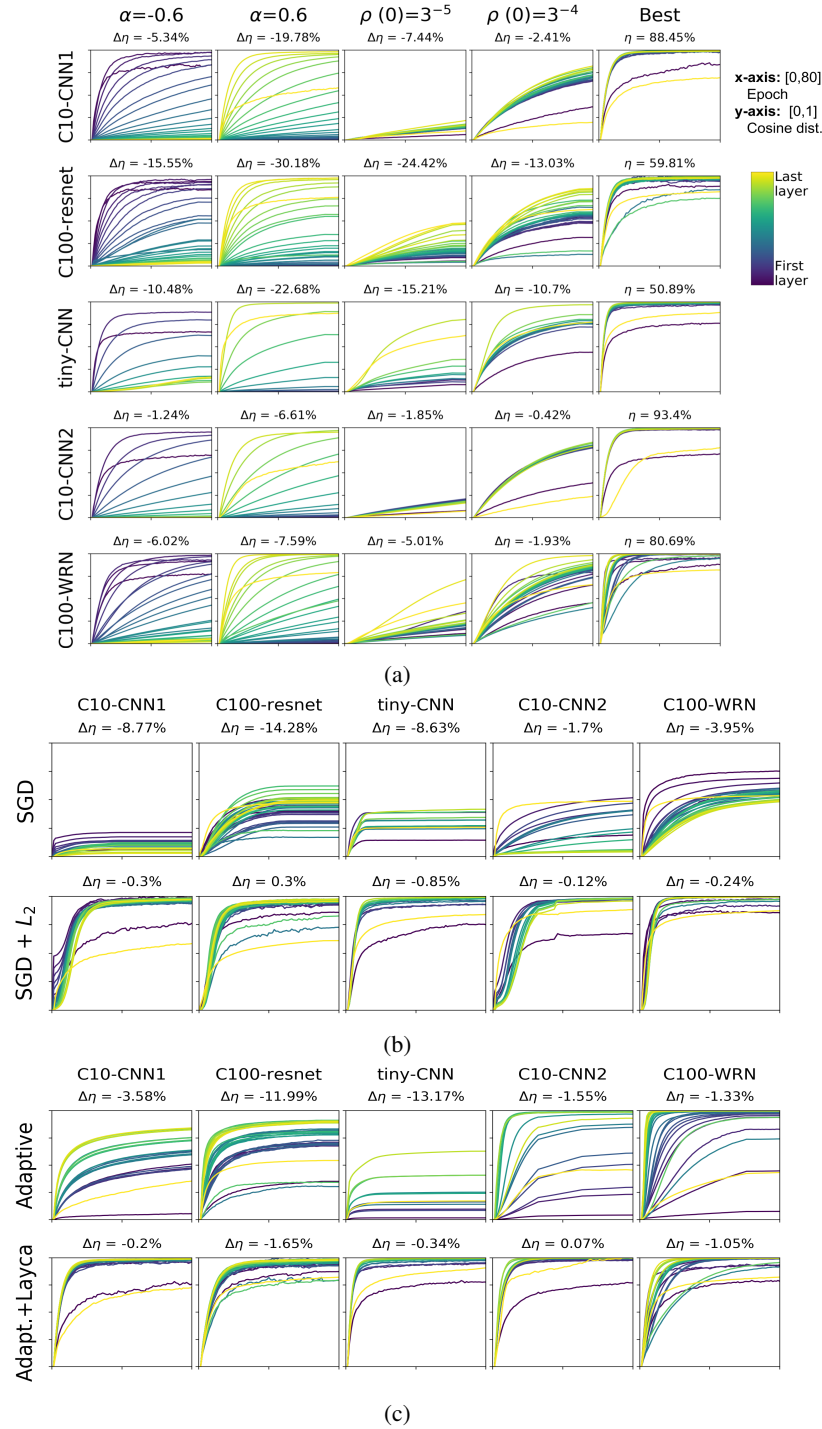 α=-0.6 α=0.6 ρ (0)=3⁻⁵ ρ (0)=3⁻⁴ Best
Δη = -5.34% Δη = -19.78% Δη = -7.44% Δη = -2.41% η = 88.45%
C10-CNN1
x-axis: [0,80]
Epoch
y-axis: [0,1]
Cosine dist.
Δη = -15.55% Δη = -30.18% Δη = -24.42% Δη = -13.03% η = 59.81%
C100-resnet
Last
layer
First
layer
Δη = -10.48% Δη = -22.68% Δη = -15.21% Δη = -10.7% η = 50.89%
tiny-CNN
Δη = -1.24% Δη = -6.61% Δη = -1.85% Δη = -0.42% η = 93.4%
C10-CNN2
Δη = -6.02% Δη = -7.59% Δη = -5.01% Δη = -1.93% η = 80.69%
C100-WRN
(a)
C10-CNN1 C100-resnet tiny-CNN C10-CNN2 C100-WRN
Δη = -8.77% Δη = -14.28% Δη = -8.63% Δη = -1.7% Δη = -3.95%
SGD
Δη = -0.3% Δη = 0.3% Δη = -0.85% Δη = -0.12% Δη = -0.24%
SGD + L₂
(b)
C10-CNN1 C100-resnet tiny-CNN C10-CNN2 C100-WRN
Δη = -3.58% Δη = -11.99% Δη = -13.17% Δη = -1.55% Δη = -1.33%
Adaptive
Δη = -0.2% Δη = -1.65% Δη = -0.34% Δη = 0.07% Δη = -1.05%
Adapt.+Layca
(c)